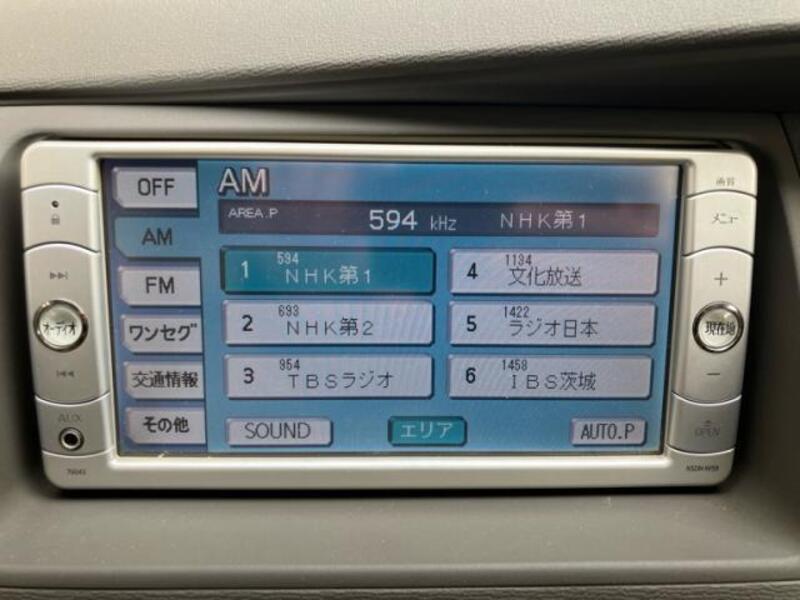 OFF
AM
FM
ワンセグ
交通情報
その他
AM
AREA.P 594 kHz NHK第1
1 594 NHK第1
2 693 NHK第2
3 954 TBSラジオ
4 1134 文化放送
5 1422 ラジオ日本
6 1458 IBS茨城
SOUND エリア AUTO.P
オーディオ
AUX
画質
メニュー
+
現在地
−
OPEN